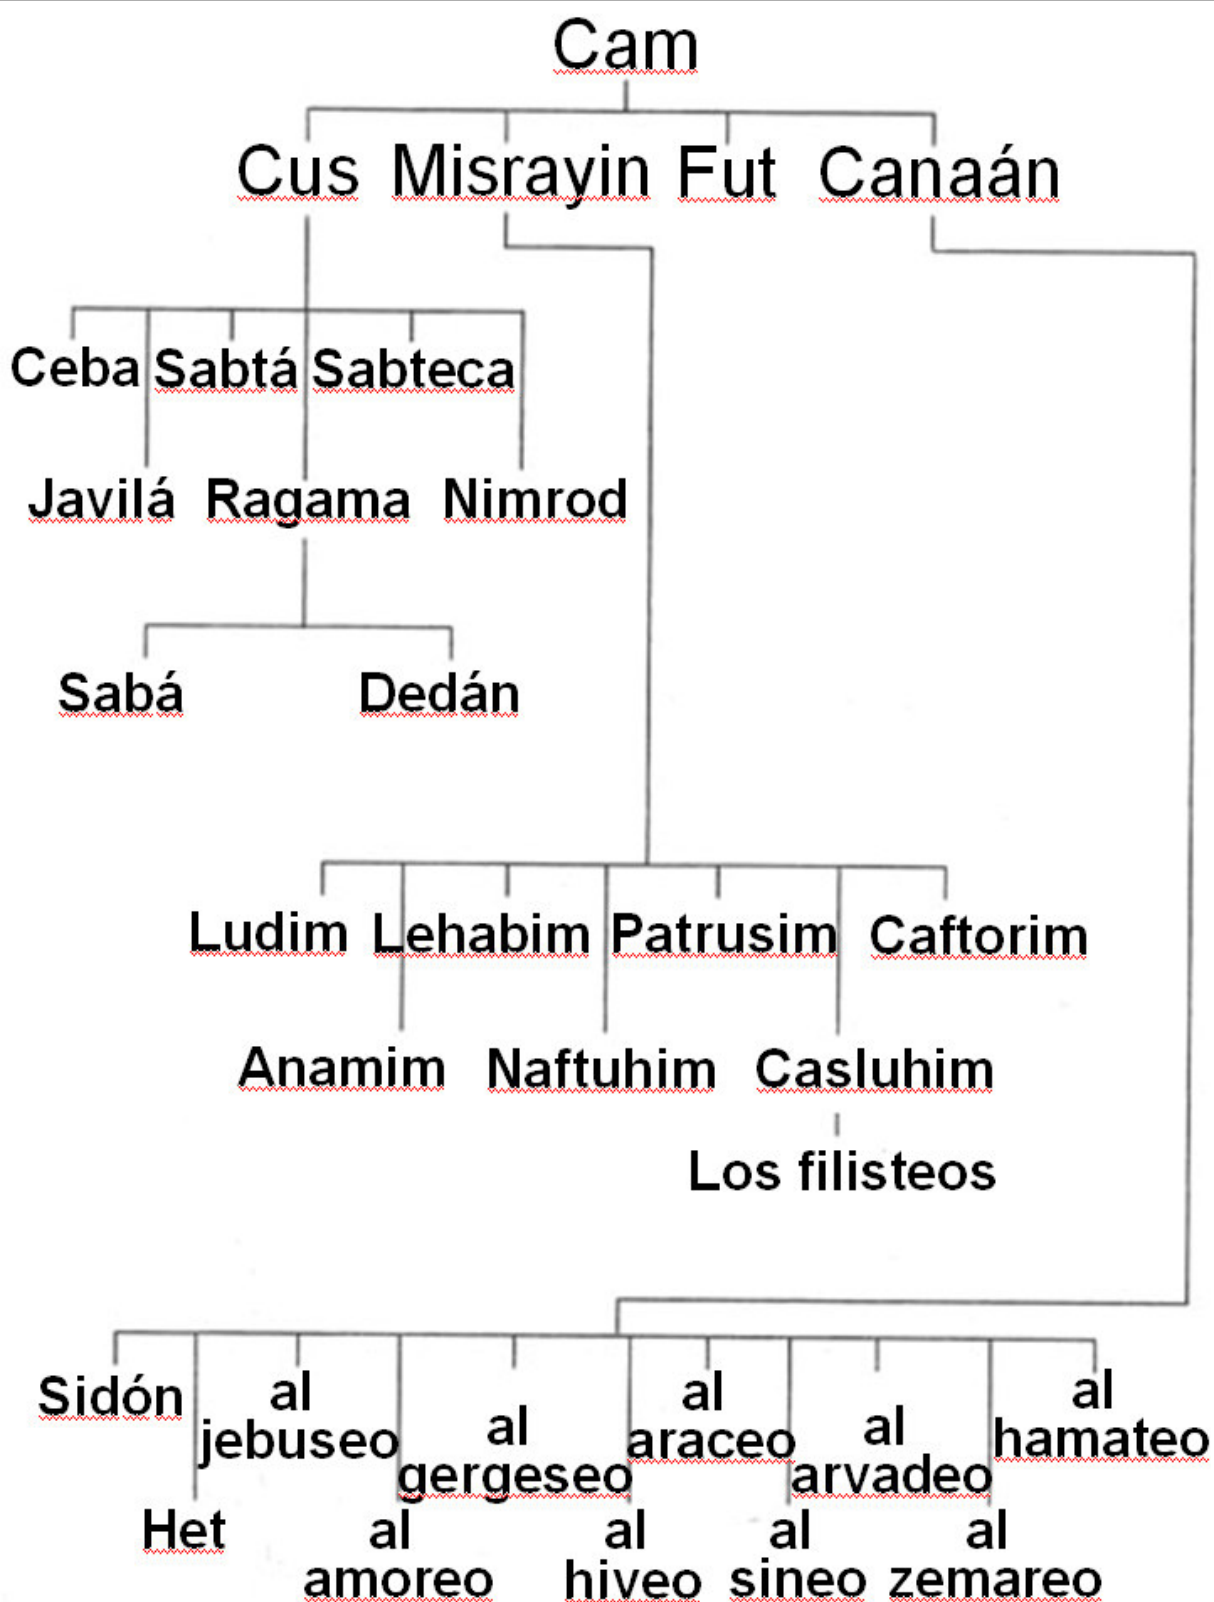 Cam
Cus Misrayin Fut Canaán
Ceba Sabtá Sabteca
Javilá Ragama Nimrod
Sabá Dedán
Ludim Lehabim Patrusim Caftorim
Anamim Naftuhim Casluhim
Los filisteos
Sidón
al
jebuseo
al
gergeseo
al
araceo
al
arvadeo
al
hamateo
Het
al
amoreo
al
hiveo
al
sineo
al
zemareo